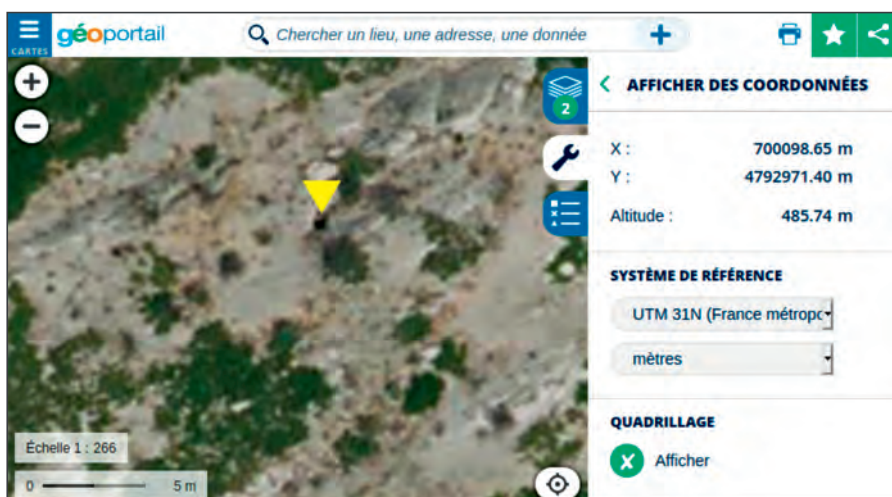 CARTES
géoportail
Chercher un lieu, une adresse, une donnée
+
2
AFFICHER DES COORDONNÉES
X : 700098.65 m
Y : 4792971.40 m
Altitude : 485.74 m
SYSTÈME DE RÉFÉRENCE
UTM 31N (France métropo
mètres
QUADRILLAGE
Afficher
Échelle 1 : 266
0 5 m